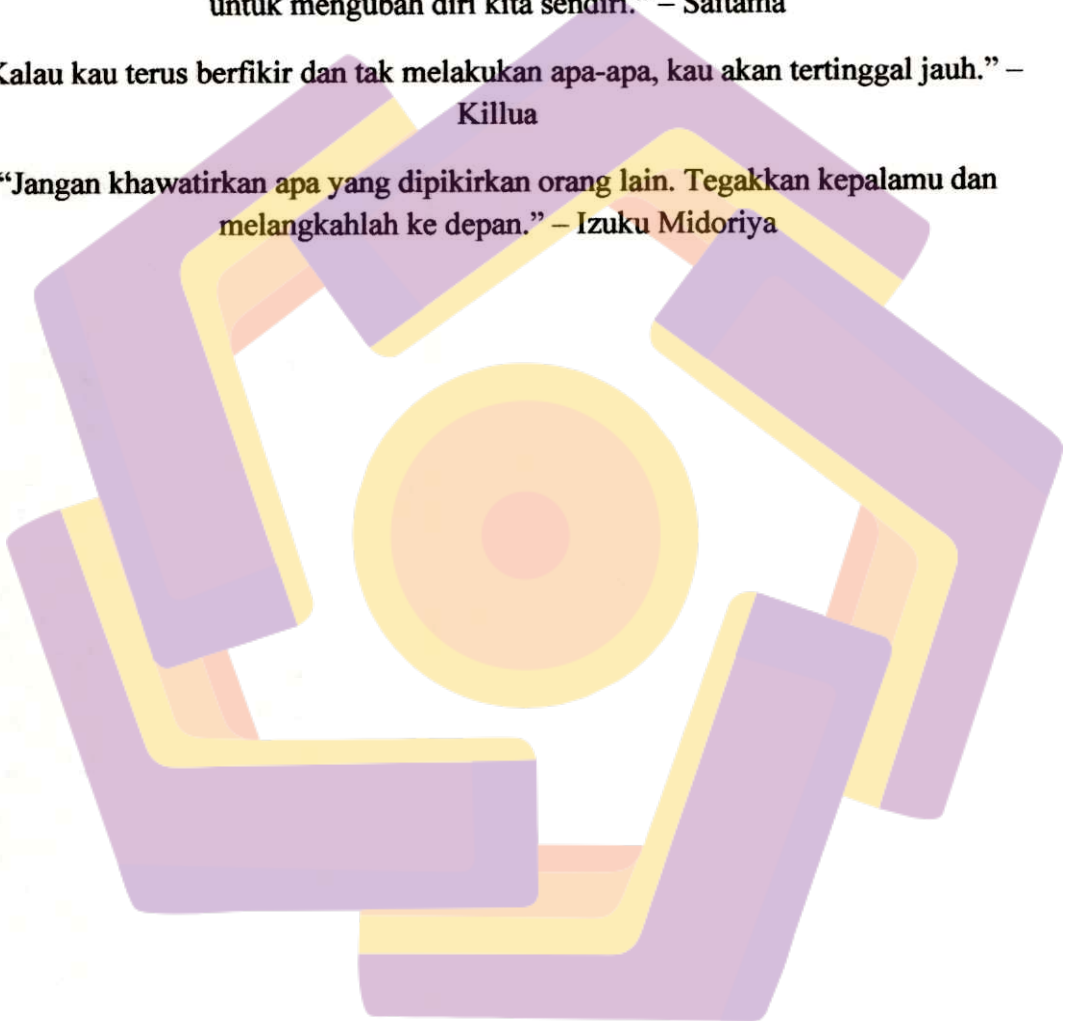 untuk mengubah diri kita sendiri.” – Saitama
Kalau kau terus berfikir dan tak melakukan apa-apa, kau akan tertinggal jauh.” –
Killua
“Jangan khawatirkan apa yang dipikirkan orang lain. Tegakkan kepalamu dan
melangkahlah ke depan.” – Izuku Midoriya